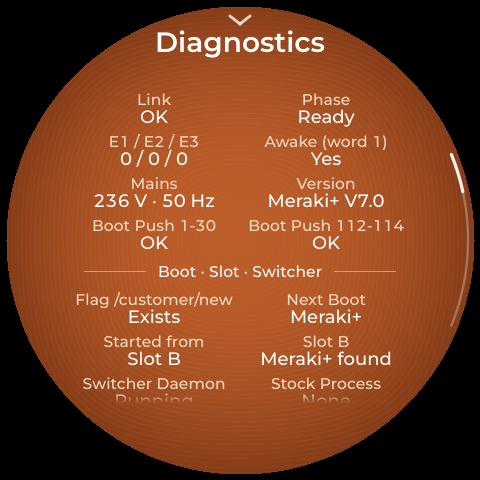 Diagnostics
Link Phase
OK Ready
E1 / E2 / E3 Awake (word 1)
0 / 0 / 0 Yes
Mains Version
236 V · 50 Hz Meraki+ V7.0
Boot Push 1-30 Boot Push 112-114
OK OK
Boot · Slot · Switcher
Flag /customer/new Next Boot
Exists Meraki+
Started from Slot B
Slot B Meraki+ found
Switcher Daemon Stock Process
Running None